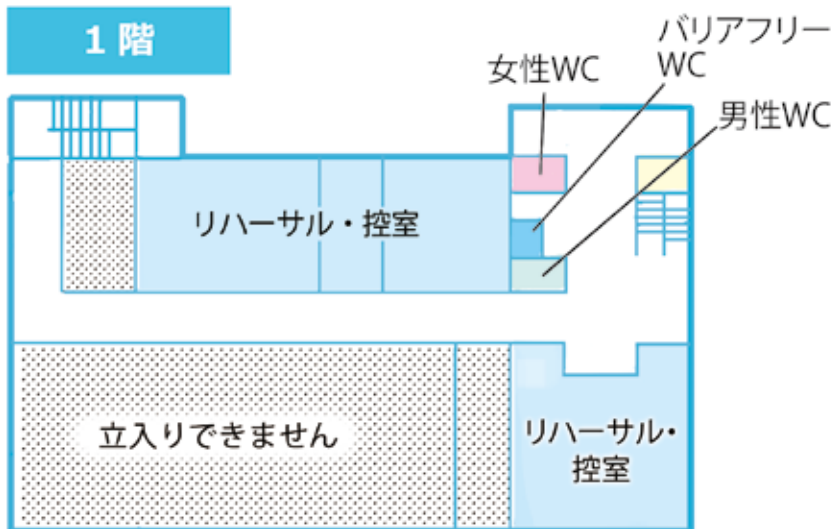 1 階
バリアフリー
WC
女性WC
男性WC
リハーサル・控室
立入りできません
リハーサル・
控室